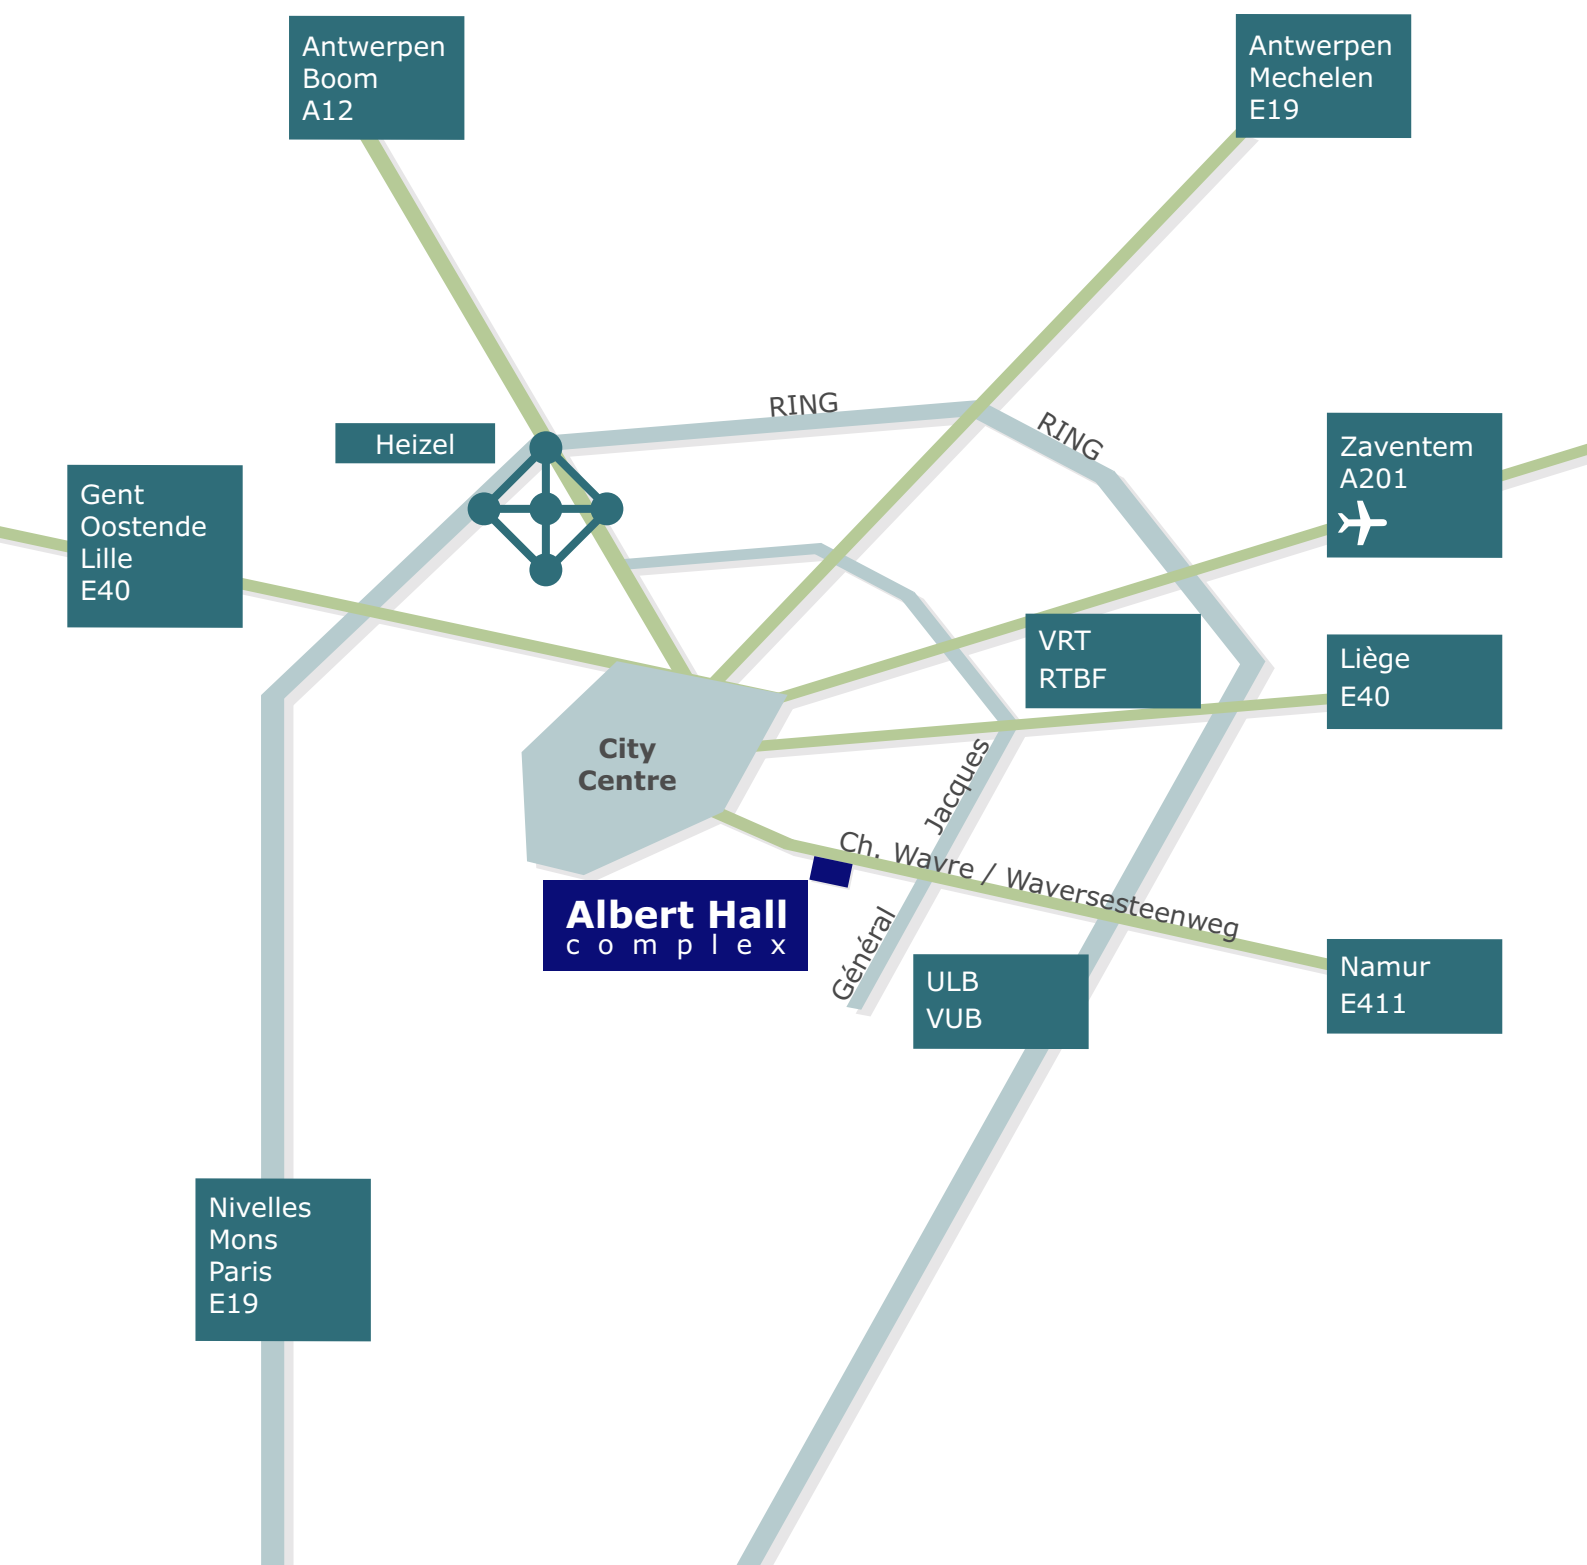 Antwerpen
Boom
A12
Antwerpen
Mechelen
E19
RING
RING
Heizel
Zaventem
A201
Gent
Oostende
Lille
E40
VRT
RTBF
Liège
E40
City
Centre
Jacques
Ch. Wavre / Waversesteenweg
Albert Hall
complex
Général
ULB
VUB
Namur
E411
Nivelles
Mons
Paris
E19